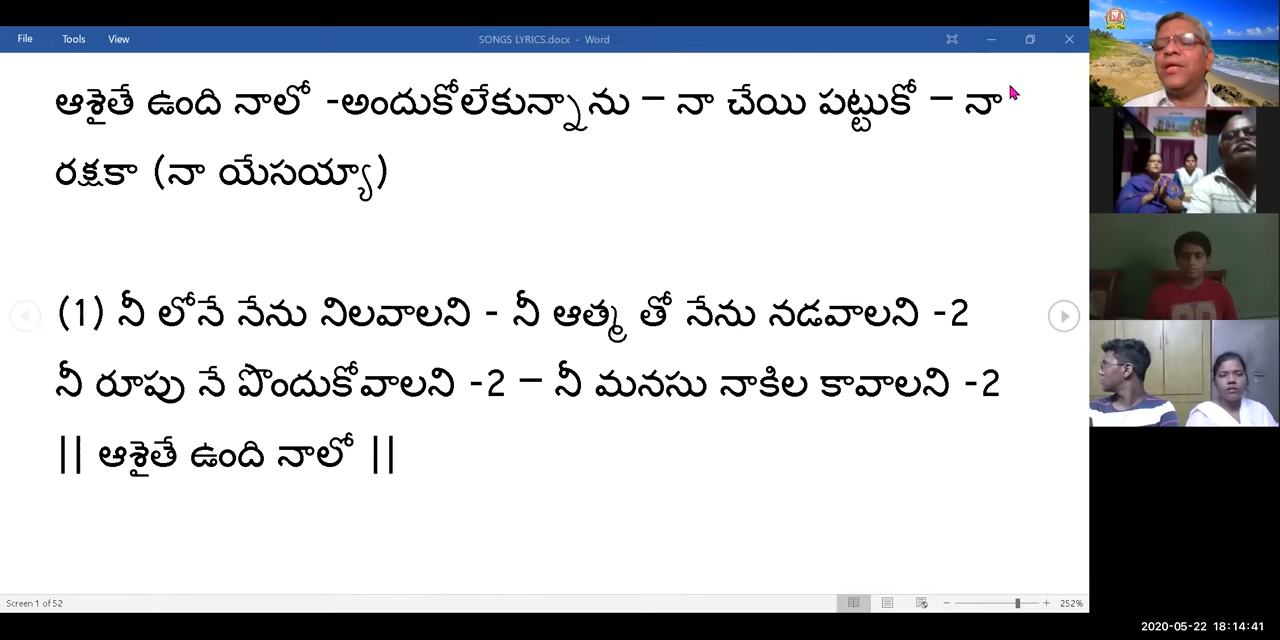 File Tools View SONGS LYRICS.docx - Word
ఆశైతే ఉంది నాలో -అందుకోలేకున్నాను – నా చేయి పట్టుకో – నా
రక్షకా (నా యేసయ్యా)
(1) నీ లోనే నేను నిలవాలని - నీ ఆత్మ తో నేను నడవాలని -2
నీ రూపు నే పొందుకోవాలని -2 – నీ మనసు నాకిల కావాలని -2
|| ఆశైతే ఉంది నాలో ||
Screen 1 of 52 252%
2020-05-22 18:14:41